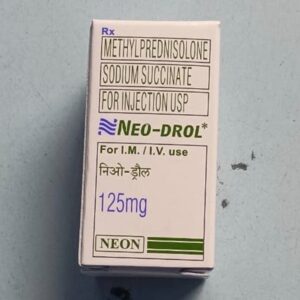 Rx
METHYLPREDNISOLONE
SODIUM SUCCINATE
FOR INJECTION USP
NEO-DROL*
For I.M. / I.V. use
निओ-ड्रौल
125mg
NEON